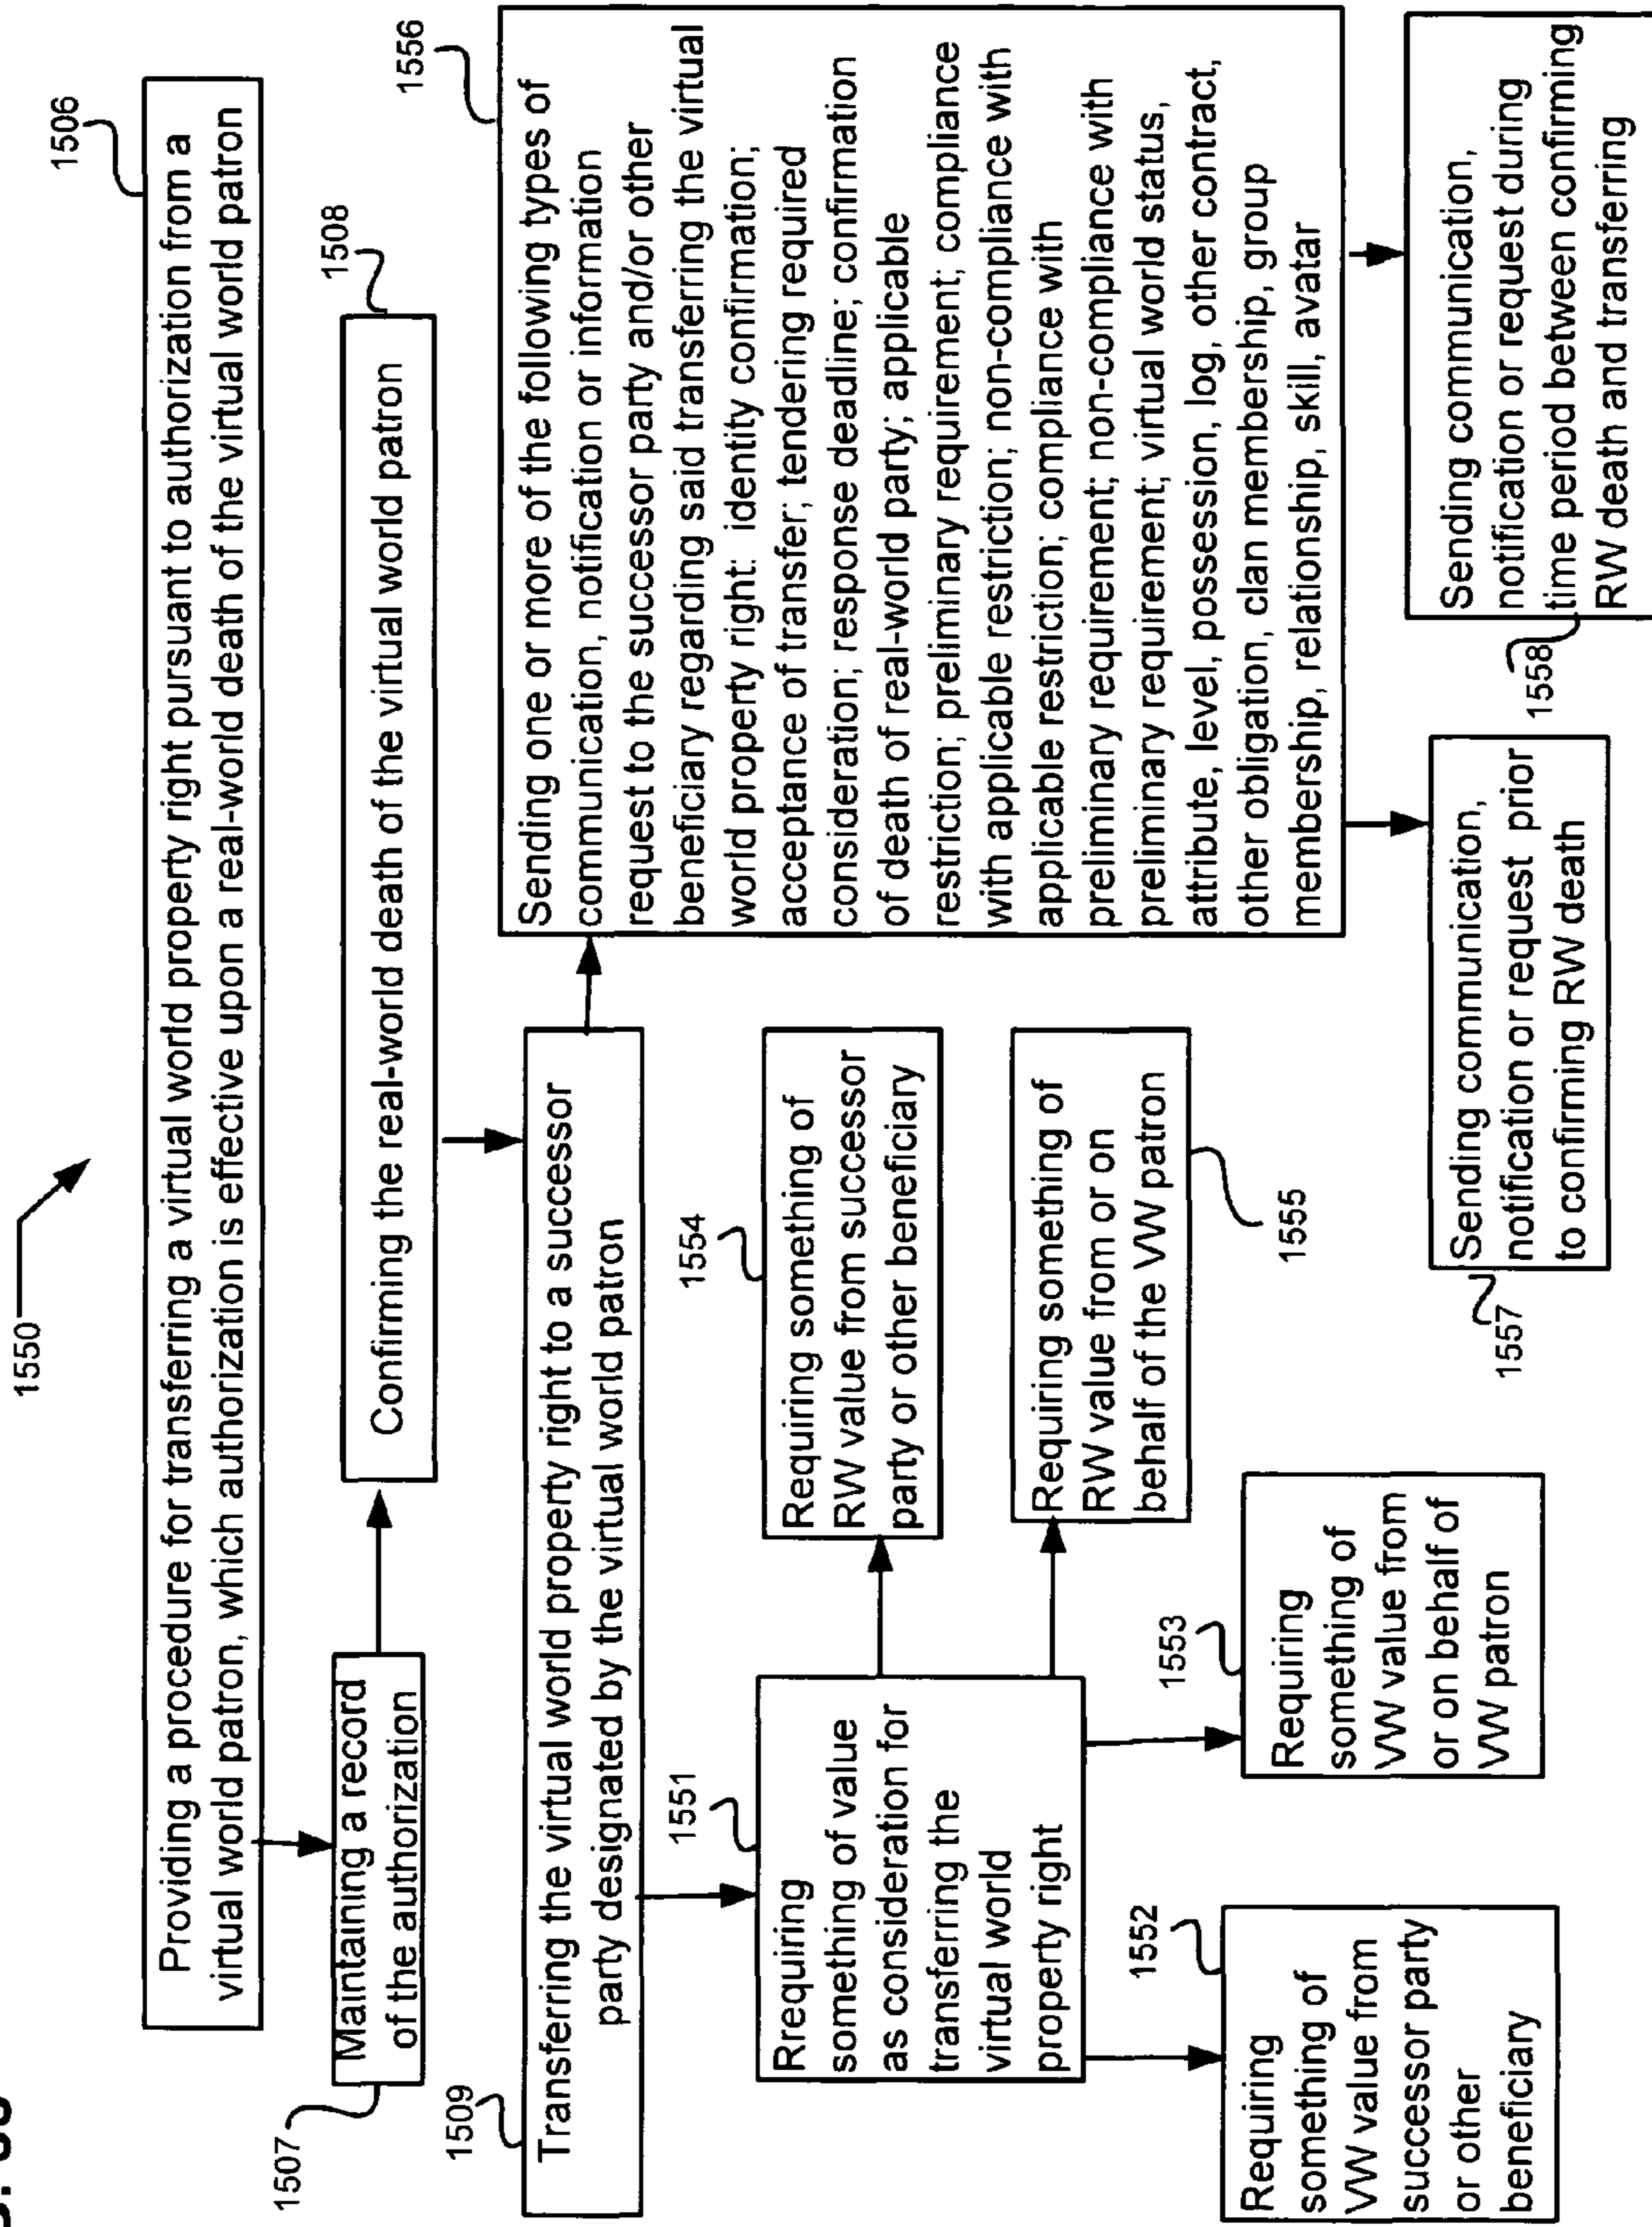 1550
1506
Providing a procedure for transferring a virtual world property right pursuant to authorization from a
virtual world patron, which authorization is effective upon a real-world death of the virtual world patron
1507
Maintaining a record
of the authorization
1508
Confirming the real-world death of the virtual world patron
1509
Transferring the virtual world property right to a successor
party designated by the virtual world patron
1556
Sending one or more of the following types of
communication, notification or information
request to the successor party and/or other
beneficiary regarding said transferring the virtual
world property right: identity confirmation;
acceptance of transfer; tendering required
consideration; response deadline; confirmation
of death of real-world party; applicable
restriction; preliminary requirement; compliance
with applicable restriction; non-compliance with
applicable restriction; compliance with
preliminary requirement; non-compliance with
preliminary requirement; virtual world status,
attribute, level, possession, log, other contract,
other obligation, clan membership, group
membership, relationship, skill, avatar
1551
Rrequiring
something of value
as consideration for
transferring the
virtual world
property right
1554
Requiring something of
RW value from successor
party or other beneficiary
1555
Requiring something of
RW value from or on
behalf of the VW patron
1552
Requiring
something of
VW value from
successor party
or other
beneficiary
1553
Requiring
something of
VW value from
or on behalf of
VW patron
1557
Sending communication,
notification or request prior
to confirming RW death
1558
Sending communication,
notification or request during
time period between confirming
RW death and transferring